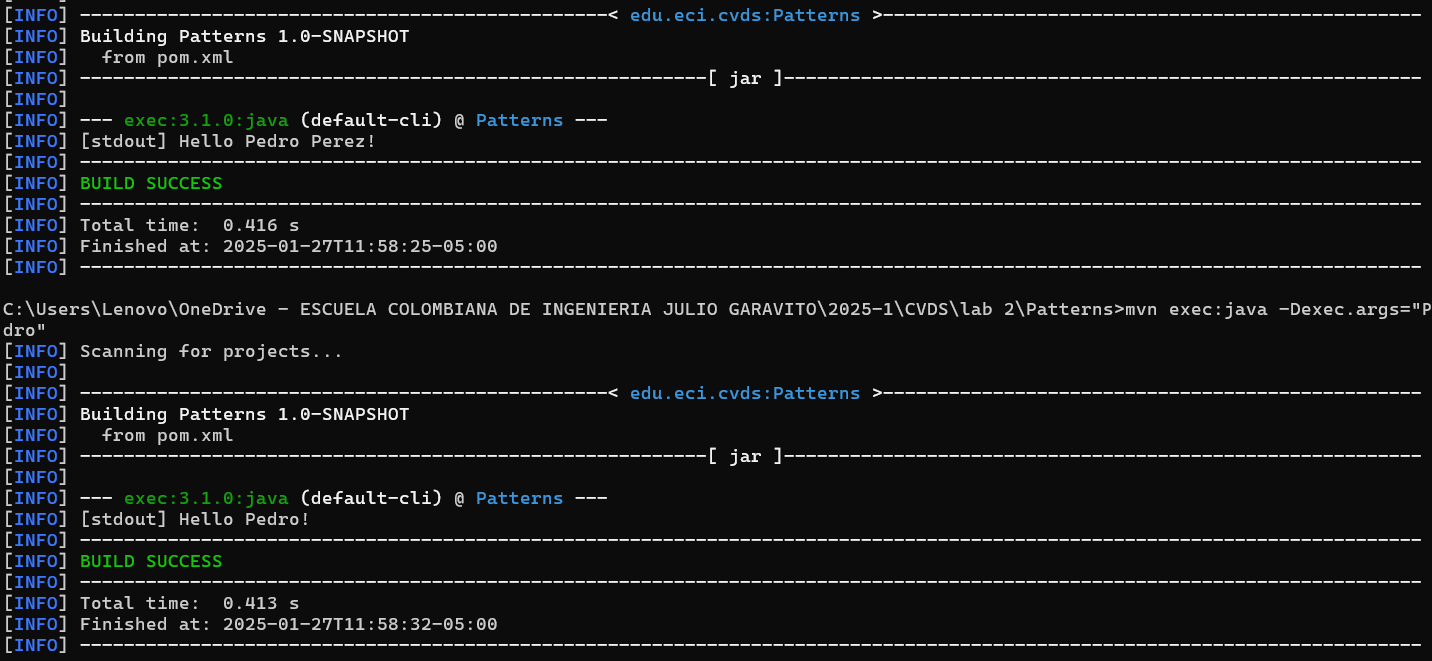 [INFO] ------------------------------------------------< edu.eci.cvds:Patterns >-------------------------------------------------
[INFO] Building Patterns 1.0-SNAPSHOT
[INFO]   from pom.xml
[INFO] ---------------------------------------------------------[ jar ]----------------------------------------------------------
[INFO]
[INFO] --- exec:3.1.0:java (default-cli) @ Patterns ---
[INFO] [stdout] Hello Pedro Perez!
[INFO] --------------------------------------------------------------------------------------------------------------------------
[INFO] BUILD SUCCESS
[INFO] --------------------------------------------------------------------------------------------------------------------------
[INFO] Total time:  0.416 s
[INFO] Finished at: 2025-01-27T11:58:25-05:00
[INFO] --------------------------------------------------------------------------------------------------------------------------
C:\Users\Lenovo\OneDrive - ESCUELA COLOMBIANA DE INGENIERIA JULIO GARAVITO\2025-1\CVDS\lab 2\Patterns>mvn exec:java -Dexec.args="P
dro"
[INFO] Scanning for projects...
[INFO]
[INFO] ------------------------------------------------< edu.eci.cvds:Patterns >-------------------------------------------------
[INFO] Building Patterns 1.0-SNAPSHOT
[INFO]   from pom.xml
[INFO] ---------------------------------------------------------[ jar ]----------------------------------------------------------
[INFO]
[INFO] --- exec:3.1.0:java (default-cli) @ Patterns ---
[INFO] [stdout] Hello Pedro!
[INFO] --------------------------------------------------------------------------------------------------------------------------
[INFO] BUILD SUCCESS
[INFO] --------------------------------------------------------------------------------------------------------------------------
[INFO] Total time:  0.413 s
[INFO] Finished at: 2025-01-27T11:58:32-05:00
[INFO] --------------------------------------------------------------------------------------------------------------------------